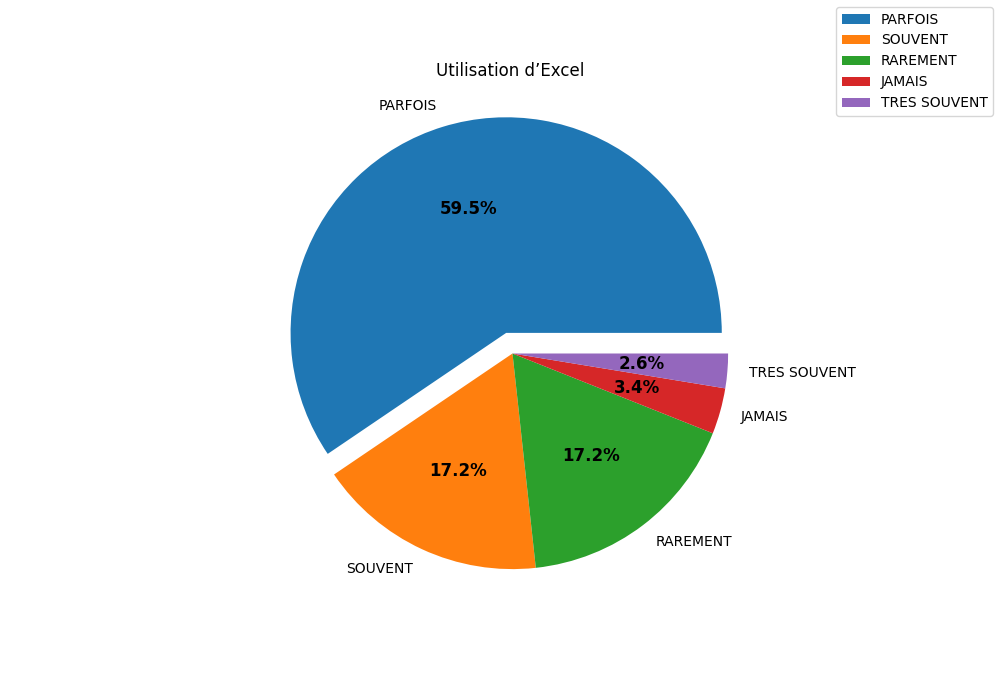 PARFOIS
SOUVENT
RAREMENT
JAMAIS
TRES SOUVENT
Utilisation d’Excel
PARFOIS
59.5%
2.6%
TRES SOUVENT
3.4%
JAMAIS
17.2%
17.2%
RAREMENT
SOUVENT